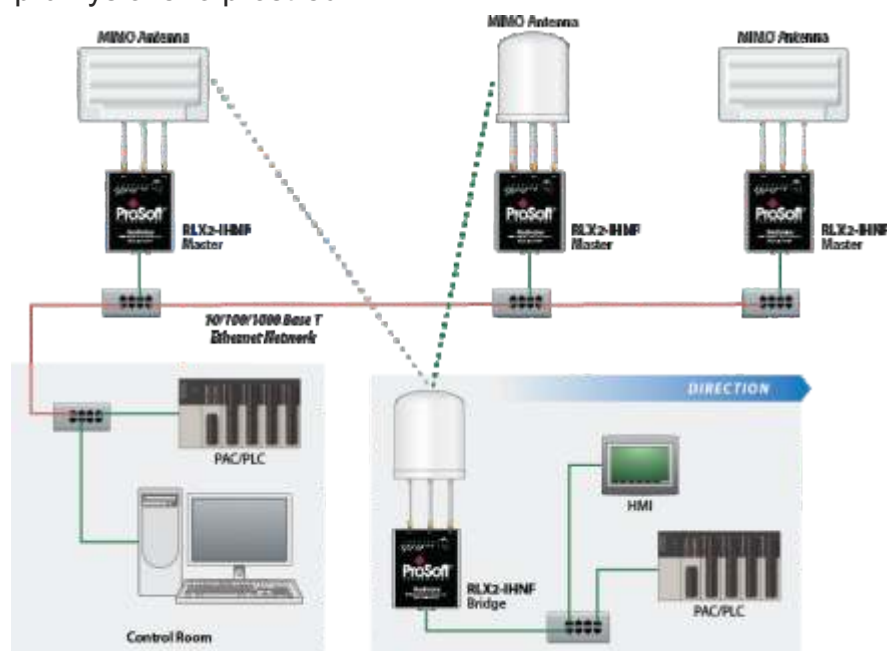 MIMO Antenna
MIMO Antenna
MIMO Antenna
ProSoft
RLX2-IHNF
Master
ProSoft
RLX2-IHNF
Master
ProSoft
RLX2-IHNF
Master
10/100/1000 Base T
Ethernet Network
DIRECTION
PAC/PLC
HMI
ProSoft
RLX2-IHNF
Bridge
PAC/PLC
Control Room